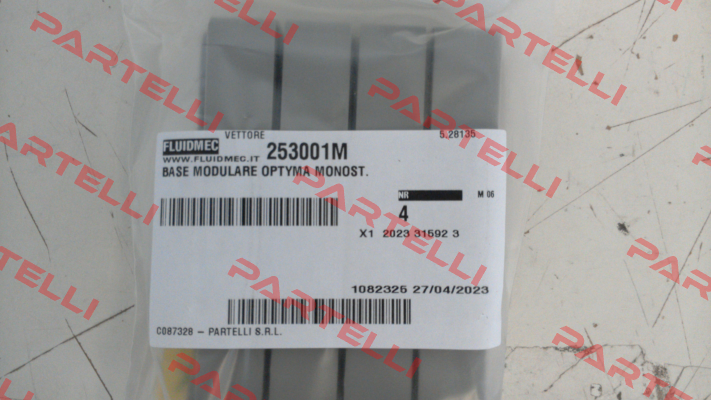 VETTORE 5.28135
FLUIDMEC 253001M
WWW.FLUIDMEC.IT
BASE MODULARE OPTYMA MONOST.
NR M 06
4
X1 2023 31592 3
1082326 27/04/2023
C087328 - PARTELLI S.R.L.
PARTELLI
PARTELLI
PARTELLI
PARTELLI
PARTELLI
PARTELLI
PARTELLI
PARTELLI
PARTELLI